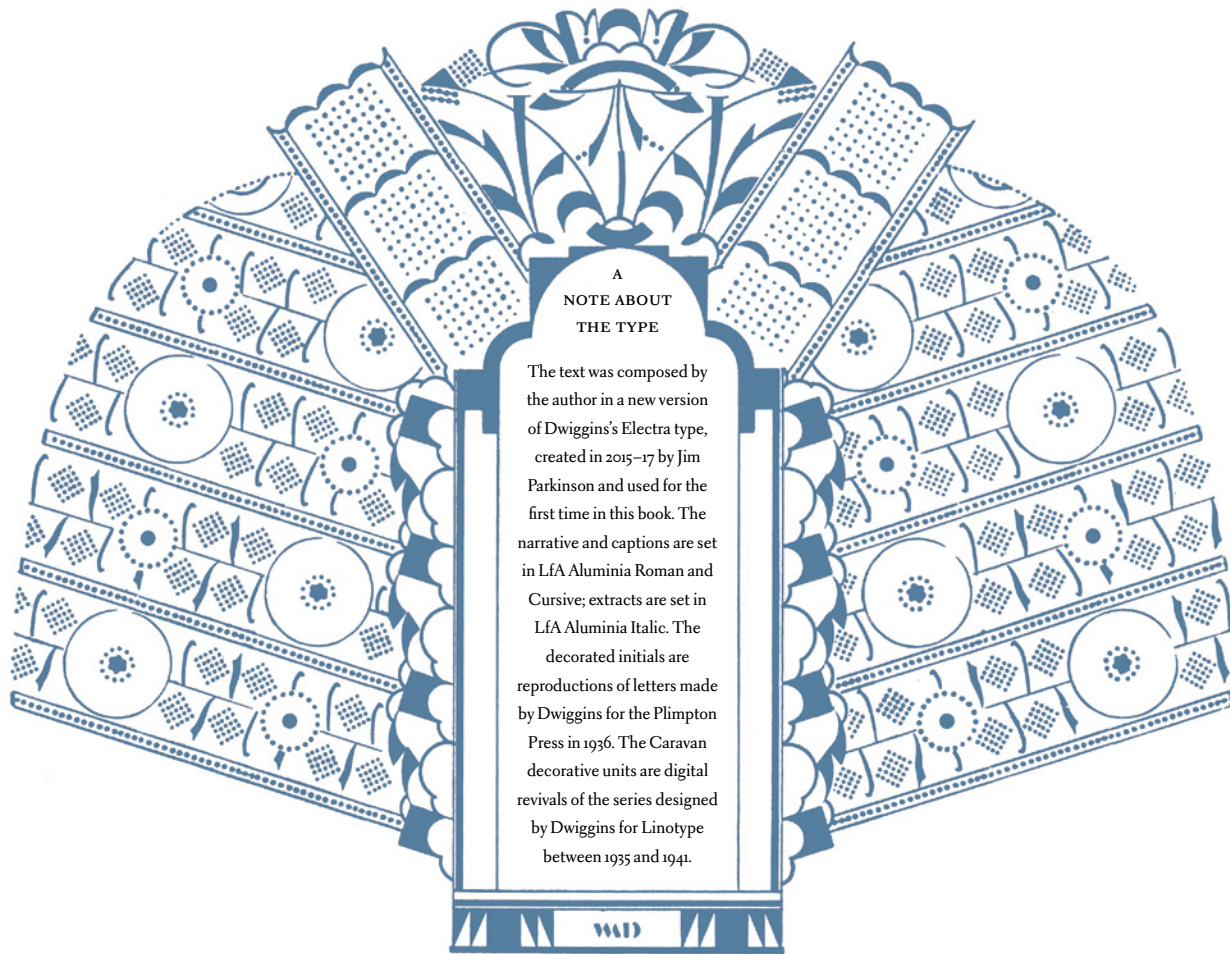 A
NOTE ABOUT
THE TYPE
The text was composed by
the author in a new version
of Dwiggins’s Electra type,
created in 2015–17 by Jim
Parkinson and used for the
first time in this book. The
narrative and captions are set
in LfA Aluminia Roman and
Cursive; extracts are set in
LfA Aluminia Italic. The
decorated initials are
reproductions of letters made
by Dwiggins for the Plimpton
Press in 1936. The Caravan
decorative units are digital
revivals of the series designed
by Dwiggins for Linotype
between 1935 and 1941.
WAD